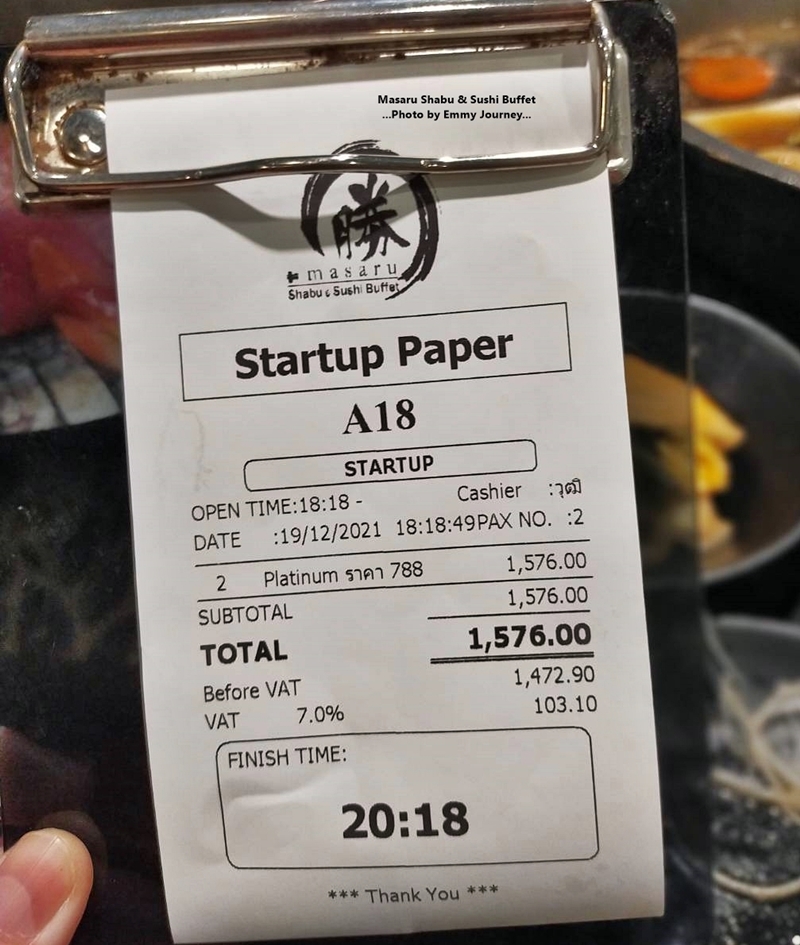 Masaru Shabu & Sushi Buffet
...Photo by Emmy Journey...
勝
masaru
Shabu & Sushi Buffet
Startup Paper
A18
STARTUP
OPEN TIME:18:18 - Cashier :วุฒิ
DATE :19/12/2021 18:18:49PAX NO. :2
2 Platinum ราคา 788 1,576.00
SUBTOTAL 1,576.00
TOTAL 1,576.00
Before VAT 1,472.90
VAT 7.0% 103.10
FINISH TIME:
20:18
*** Thank You ***